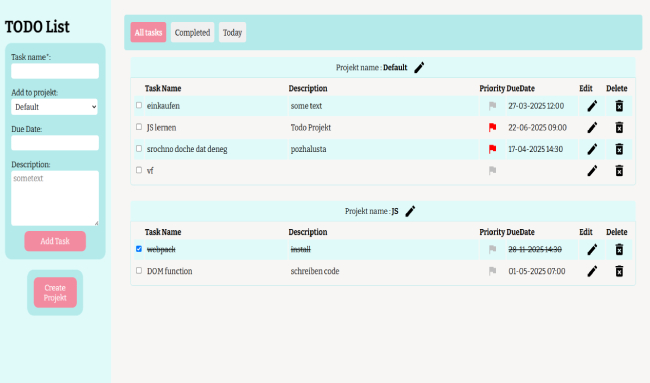 TODO List
Task name*:
Add to projekt:
Default
Due Date:
Description:
sometext
Add Task
Create
Projekt
All tasks
Completed
Today
Projekt name : Default
Task Name Description Priority DueDate Edit Delete
einkaufen some text 27-03-2025 12:00
JS lernen Todo Projekt 22-06-2025 09:00
srochno doche dat deneg pozhalusta 17-04-2025 14:30
vf
Projekt name : JS
Task Name Description Priority DueDate Edit Delete
webpack install 28-11-2025 14:30
DOM function schreiben code 01-05-2025 07:00